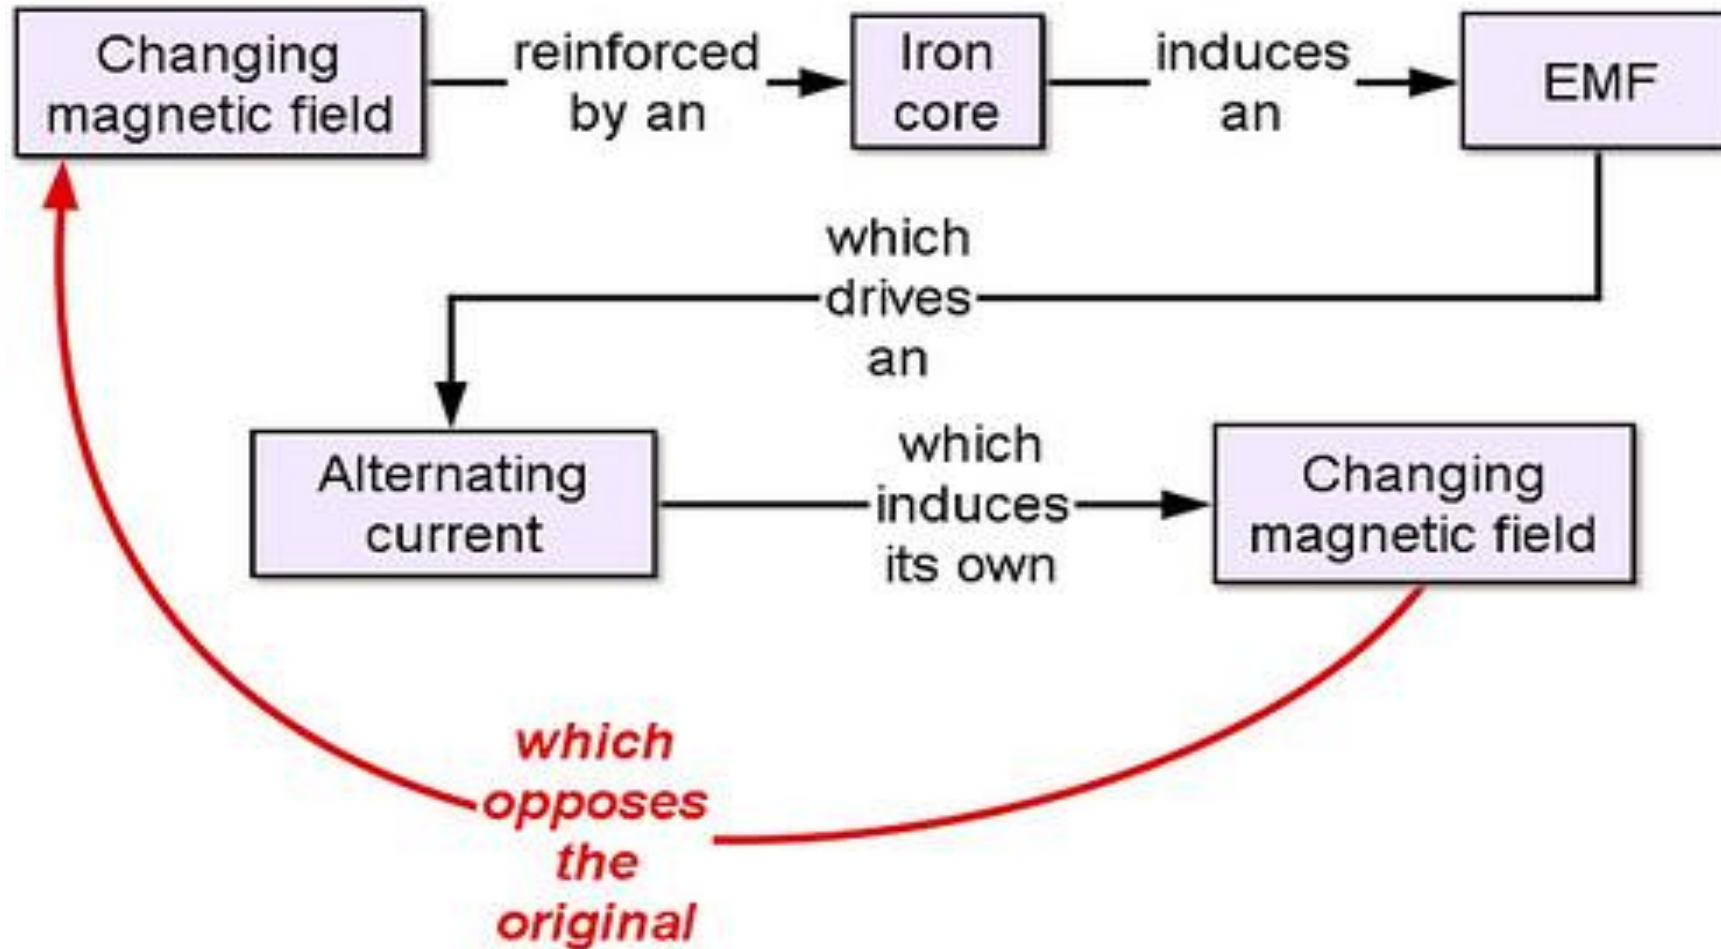 Changing
magnetic field
reinforced
by an
Iron
core
induces
an
EMF
which
drives
an
Alternating
current
which
induces
its own
Changing
magnetic field
which
opposes
the
original